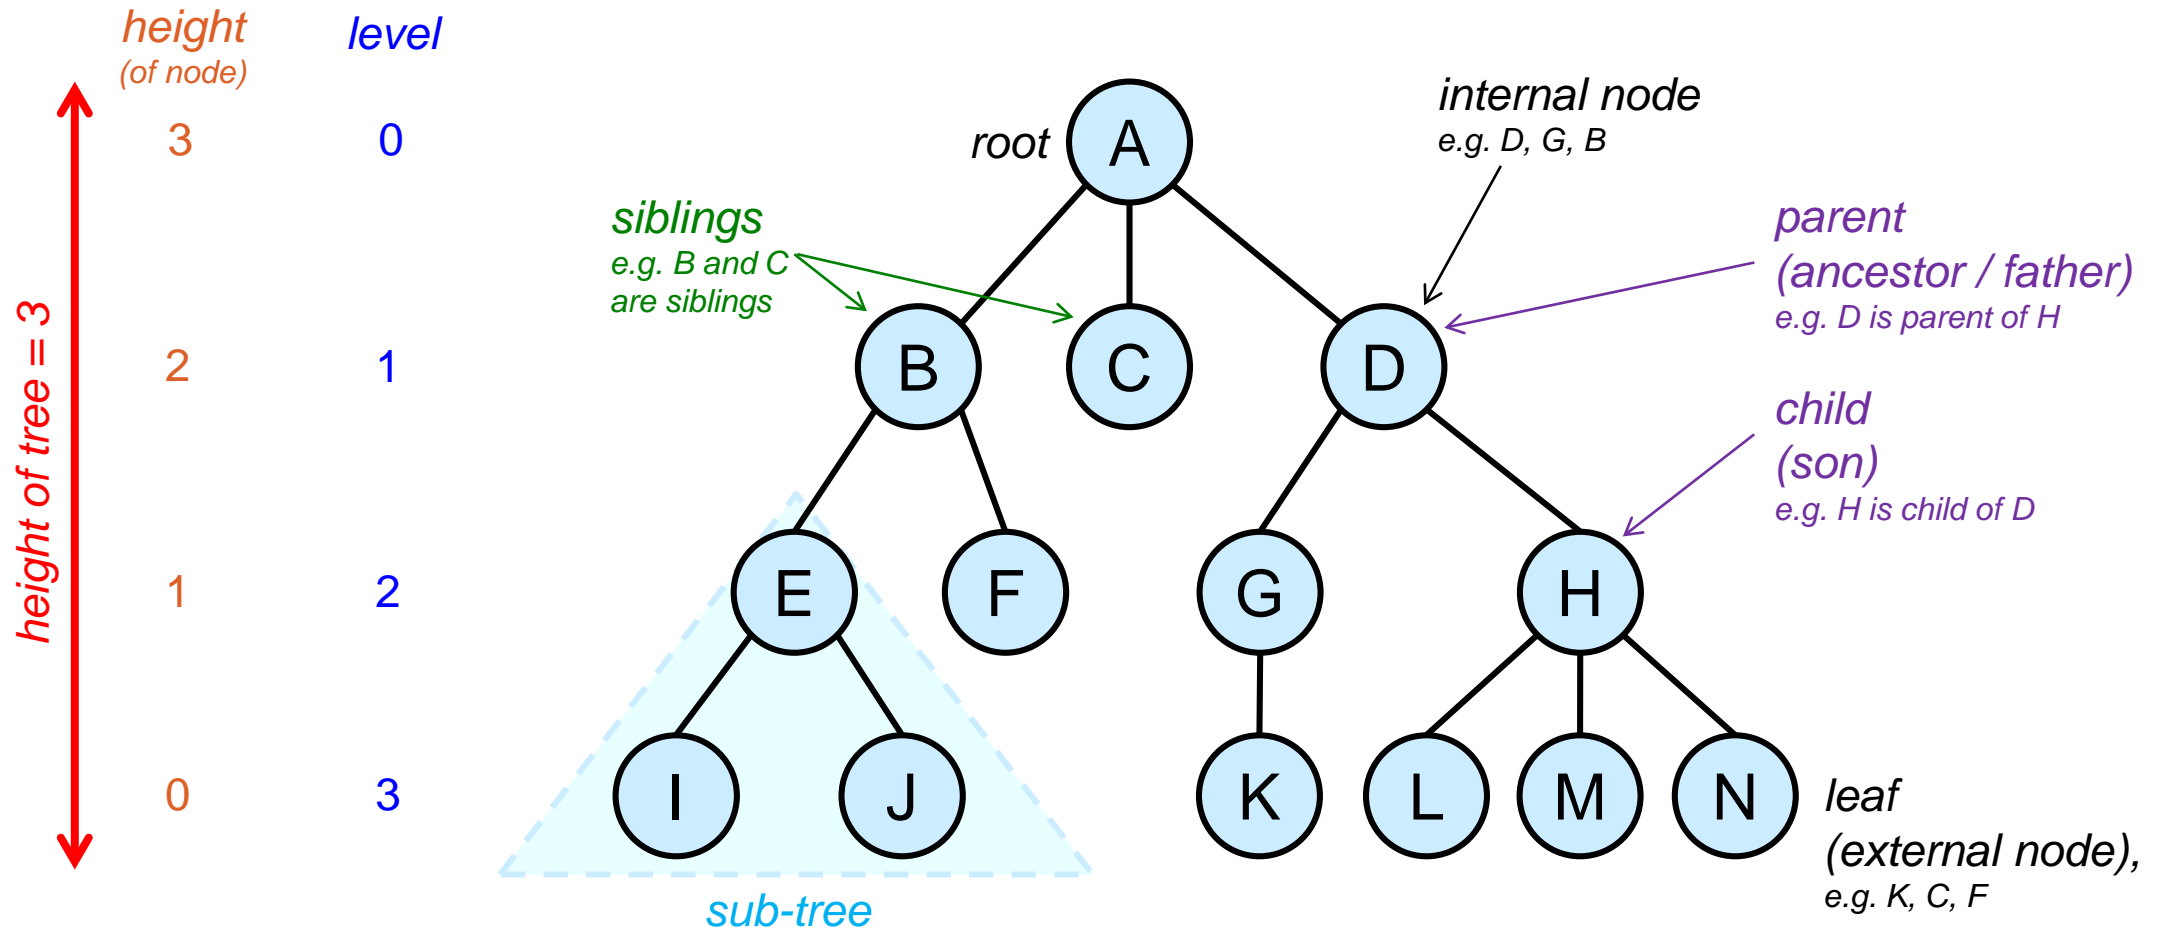 height
(of node)
level
3
0
root
A
internal node
e.g. D, G, B
siblings
e.g. B and C
are siblings
parent
(ancestor / father)
e.g. D is parent of H
height of tree = 3
2
1
B
C
D
child
(son)
e.g. H is child of D
1
2
E
F
G
H
0
3
I
J
K
L
M
N
leaf
(external node),
e.g. K, C, F
sub-tree